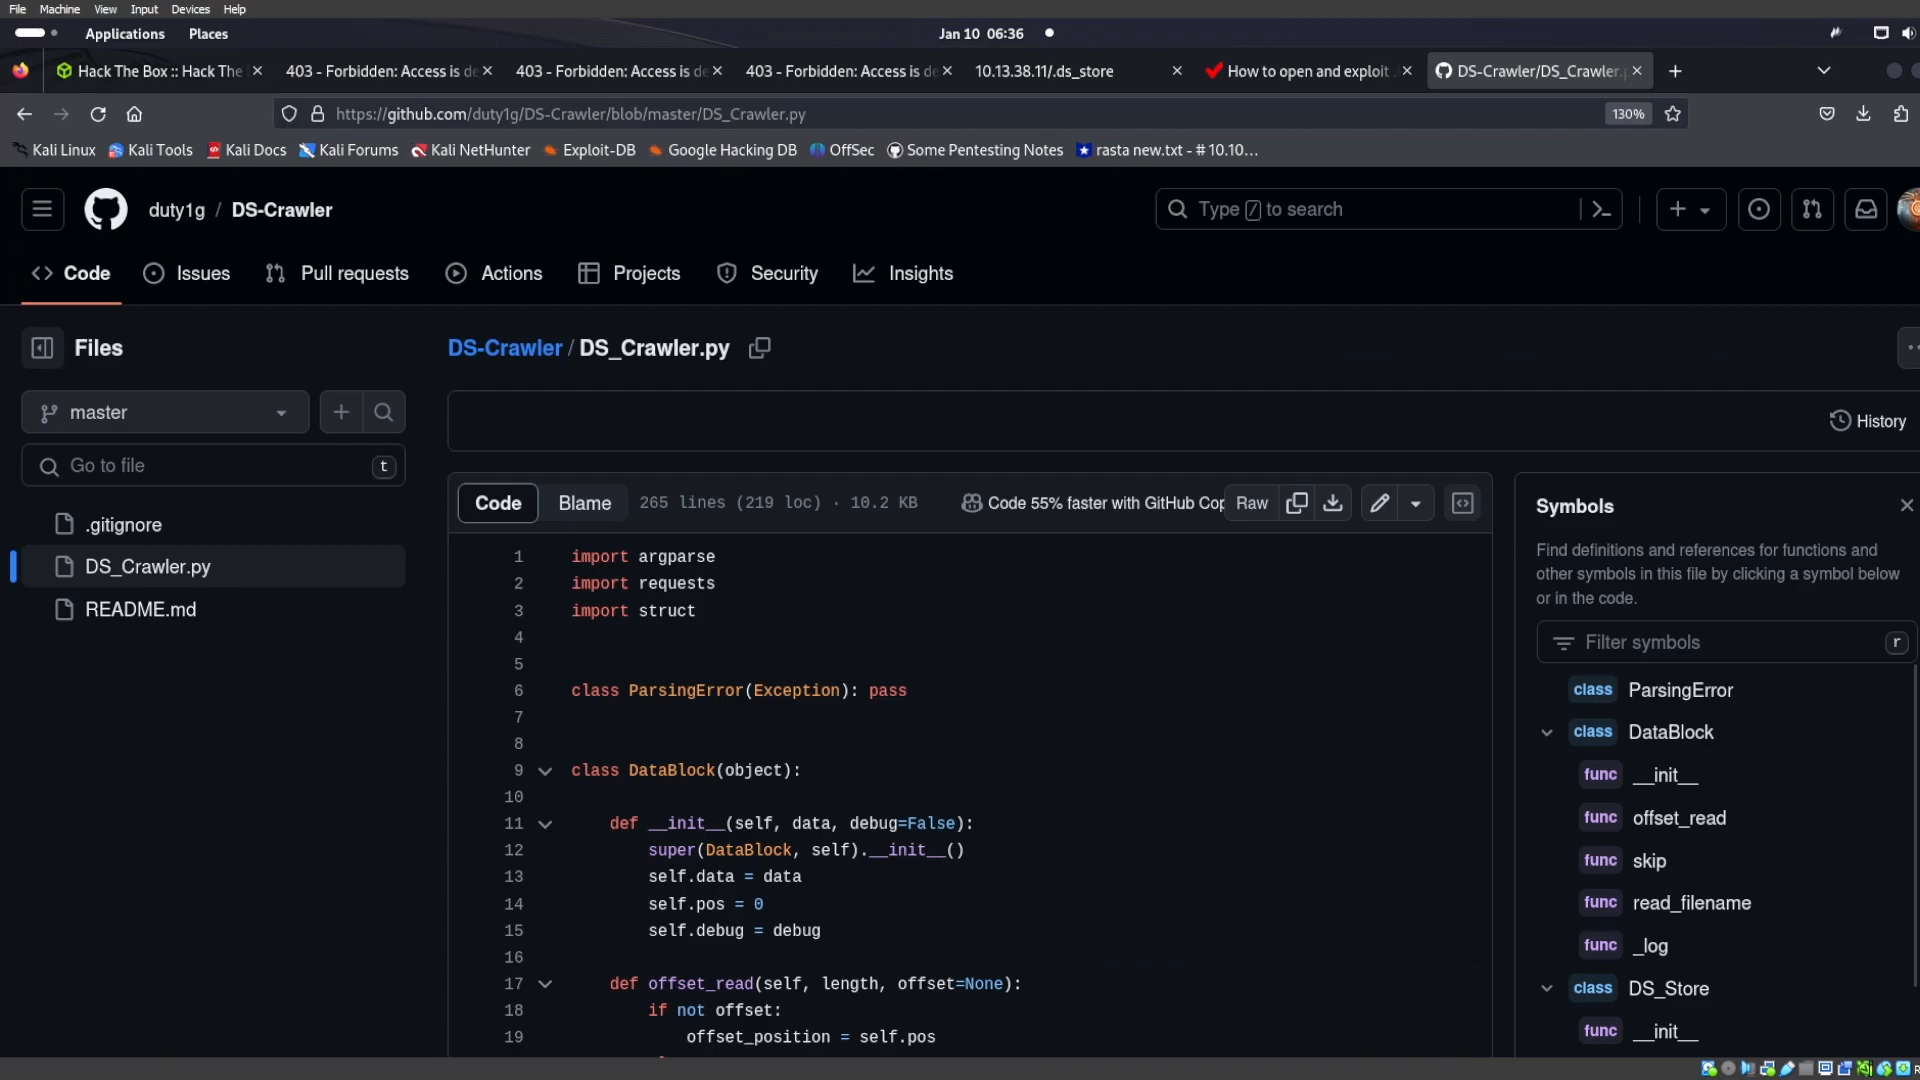 File Machine View Input Devices Help
Applications Places Jan 10 06:36
Hack The Box :: Hack The 403 - Forbidden: Access is de 403 - Forbidden: Access is de 403 - Forbidden: Access is de 10.13.38.11/.ds_store How to open and exploit DS-Crawler/DS_Crawler.p
https://github.com/duty1g/DS-Crawler/blob/master/DS_Crawler.py 130%
Kali Linux Kali Tools Kali Docs Kali Forums Kali NetHunter Exploit-DB Google Hacking DB OffSec Some Pentesting Notes rasta new.txt - # 10.10…
duty1g / DS-Crawler Type / to search
Code Issues Pull requests Actions Projects Security Insights
Files
DS-Crawler / DS_Crawler.py
master
History
Go to file t
Code Blame 265 lines (219 loc) · 10.2 KB Code 55% faster with GitHub Cop Raw
.gitignore
DS_Crawler.py
README.md
1 import argparse
2 import requests
3 import struct
4
5
6 class ParsingError(Exception): pass
7
8
9 class DataBlock(object):
10
11 def __init__(self, data, debug=False):
12 super(DataBlock, self).__init__()
13 self.data = data
14 self.pos = 0
15 self.debug = debug
16
17 def offset_read(self, length, offset=None):
18 if not offset:
19 offset_position = self.pos
Symbols
Find definitions and references for functions and
other symbols in this file by clicking a symbol below
or in the code.
Filter symbols r
class ParsingError
class DataBlock
func __init__
func offset_read
func skip
func read_filename
func _log
class DS_Store
func __init__